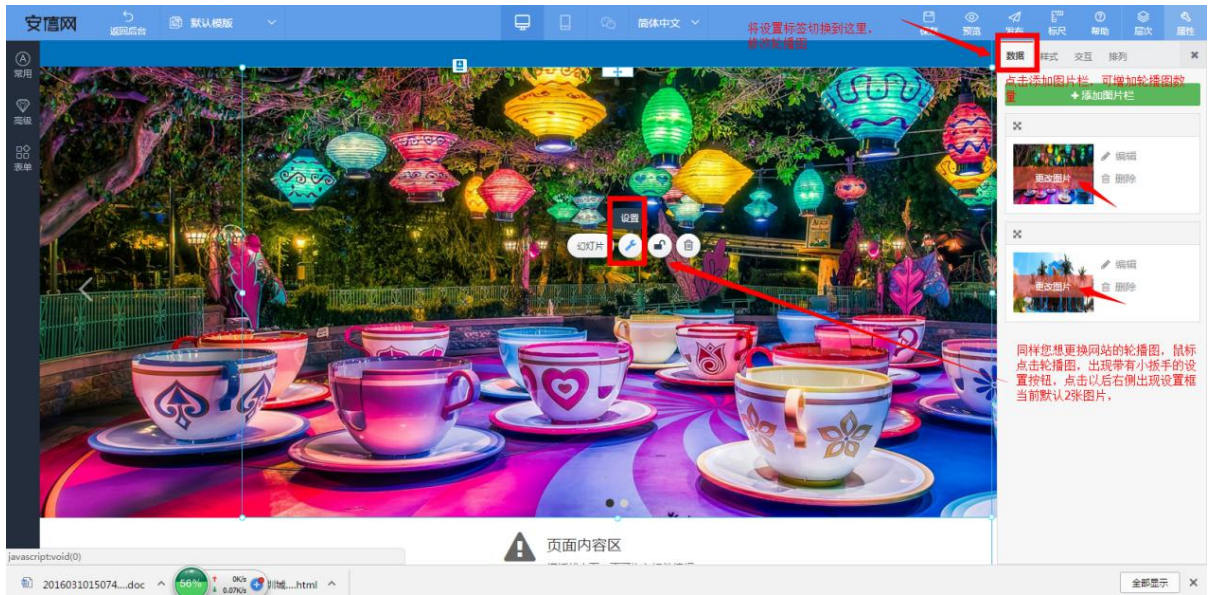 安信网
返回后台
默认模版
简体中文
预览
发布
标尺
帮助
层次
属性
将设置标签切换到这里,
修改轮播图
常用
高级
表单
数据
样式
交互
排列
点击添加图片栏,可增加轮播图数
量
+添加图片栏
更改图片
编辑
删除
更改图片
编辑
删除
设置
幻灯片
同样您想更换网站的轮播图,鼠标
点击轮播图,出现带有小扳手的设
置按钮,点击以后右侧出现设置框
当前默认2张图片,
页面内容区
javascript:void(0)
2016031015074....doc
56%
0K/s
0.07K/s
....html
全部显示